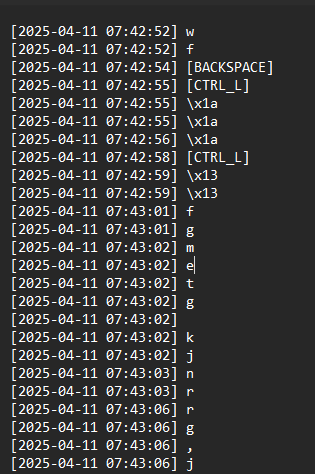 [2025-04-11 07:42:52] w
[2025-04-11 07:42:52] f
[2025-04-11 07:42:54] [BACKSPACE]
[2025-04-11 07:42:55] [CTRL_L]
[2025-04-11 07:42:55] \x1a
[2025-04-11 07:42:55] \x1a
[2025-04-11 07:42:56] \x1a
[2025-04-11 07:42:58] [CTRL_L]
[2025-04-11 07:42:59] \x13
[2025-04-11 07:42:59] \x13
[2025-04-11 07:43:01] f
[2025-04-11 07:43:01] g
[2025-04-11 07:43:02] m
[2025-04-11 07:43:02] e
[2025-04-11 07:43:02] t
[2025-04-11 07:43:02] g
[2025-04-11 07:43:02]
[2025-04-11 07:43:02] k
[2025-04-11 07:43:02] j
[2025-04-11 07:43:03] n
[2025-04-11 07:43:03] r
[2025-04-11 07:43:06] r
[2025-04-11 07:43:06] g
[2025-04-11 07:43:06] ,
[2025-04-11 07:43:06] j